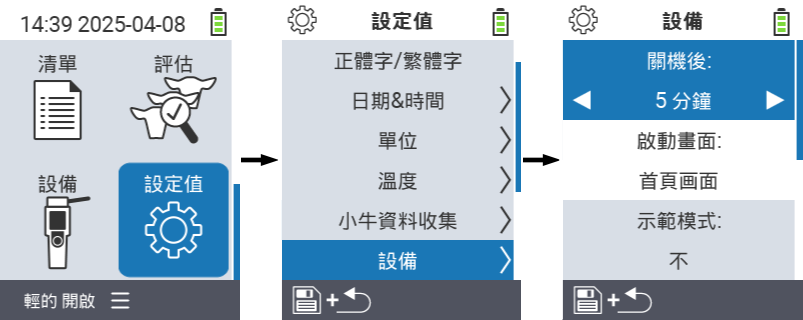 14:39 2025-04-08
清單
評估
設備
設定值
輕的 開啟
設定值
正體字/繁體字
日期&時間
單位
溫度
小牛資料收集
設備
+
設備
關機後:
5 分鐘
啟動畫面:
首頁画面
示範模式:
不
+